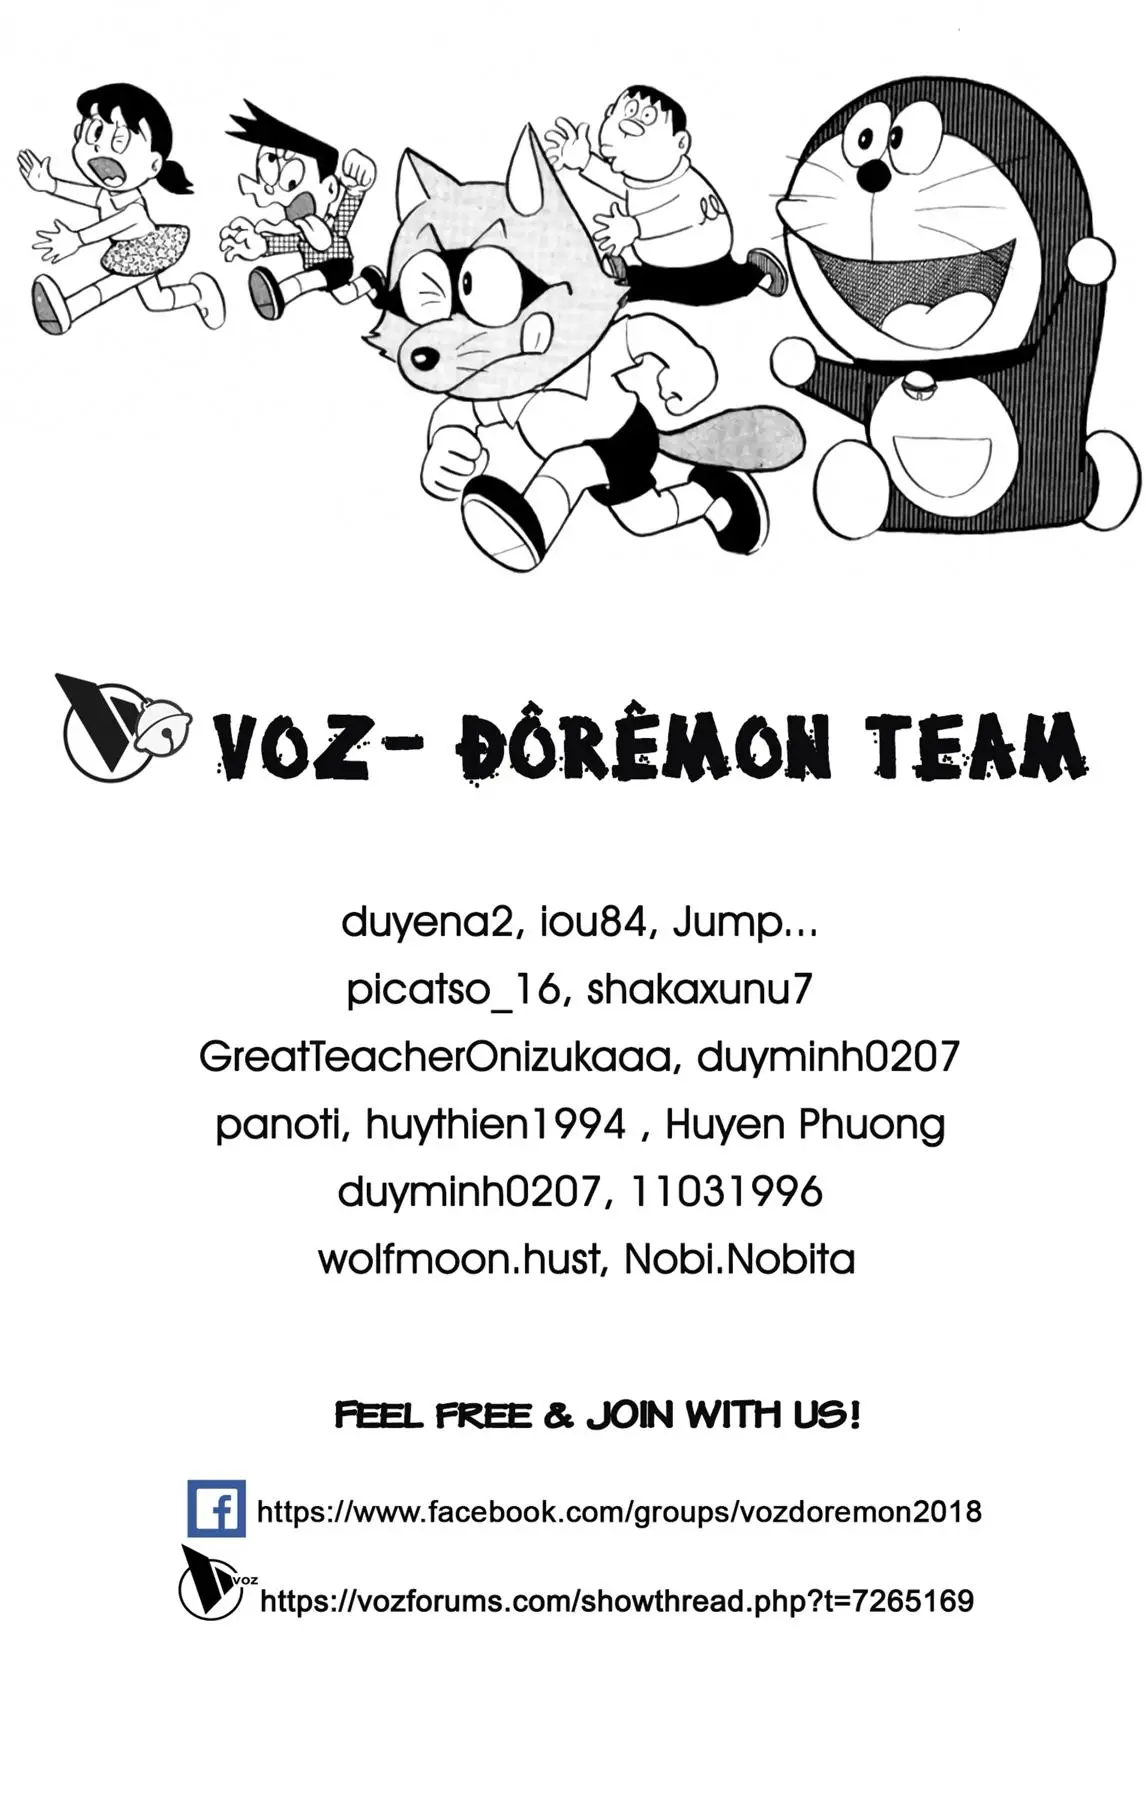 VOZ- ĐÔRÊMON TEAM
duyena2, iou84, Jump...
picatso_16, shakaxunu7
GreatTeacherOnizukaaa, duyminh0207
panoti, huythien1994 , Huyen Phuong
duyminh0207, 11031996
wolfmoon.hust, Nobi.Nobita
FEEL FREE & JOIN WITH US!
https://www.facebook.com/groups/vozdoremon2018
voz
https://vozforums.com/showthread.php?t=7265169